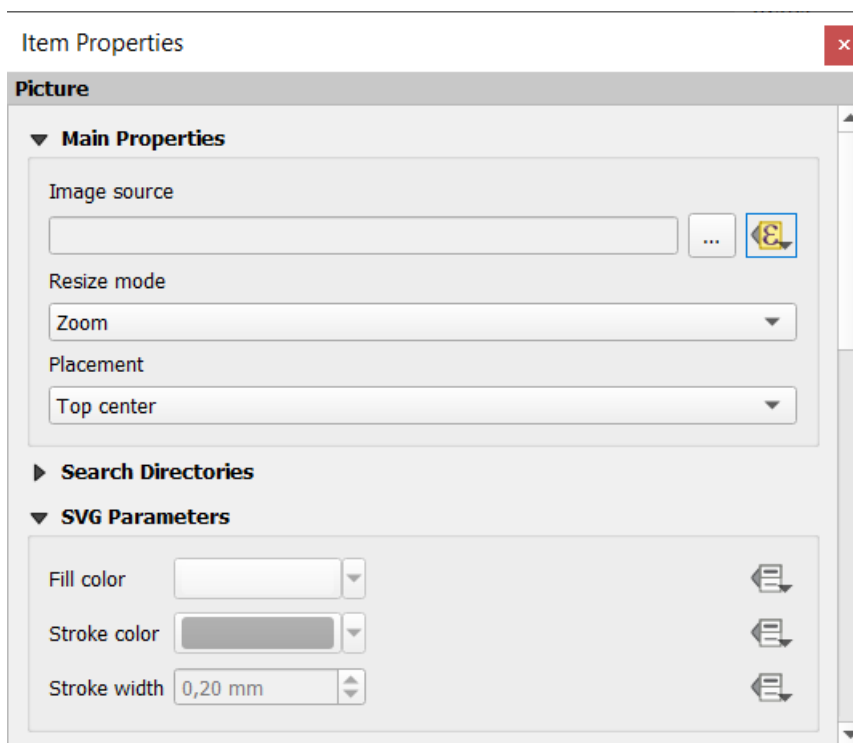 Item Properties
Picture
Main Properties
Image source
...
ε
Resize mode
Zoom
Placement
Top center
Search Directories
SVG Parameters
Fill color
Stroke color
Stroke width 0,20 mm